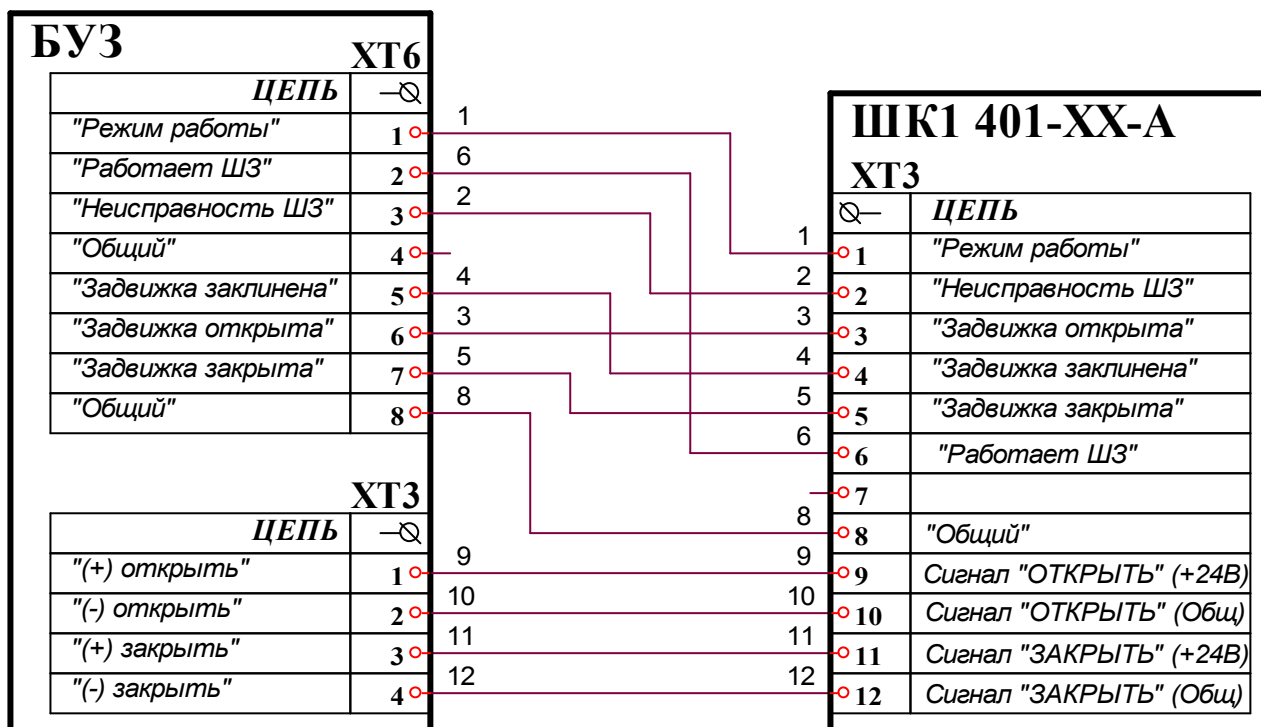 БУЗ
ХТ6
ЦЕПЬ
"Режим работы" 1 1
"Работает ШЗ" 2 6
"Неисправность ШЗ" 3 2
"Общий" 4
"Задвижка заклинена" 5 4
"Задвижка открыта" 6 3
"Задвижка закрыта" 7 5
"Общий" 8 8
ХТ3
ЦЕПЬ
"(+) открыть" 1 9
"(-) открыть" 2 10
"(+) закрыть" 3 11
"(-) закрыть" 4 12
ШК1 401-ХХ-А
ХТ3
ЦЕПЬ
1 1 "Режим работы"
2 2 "Неисправность ШЗ"
3 3 "Задвижка открыта"
4 4 "Задвижка заклинена"
5 5 "Задвижка закрыта"
6 6 "Работает ШЗ"
7
8 8 "Общий"
9 9 Сигнал "ОТКРЫТЬ" (+24В)
10 10 Сигнал "ОТКРЫТЬ" (Общ)
11 11 Сигнал "ЗАКРЫТЬ" (+24В)
12 12 Сигнал "ЗАКРЫТЬ" (Общ)